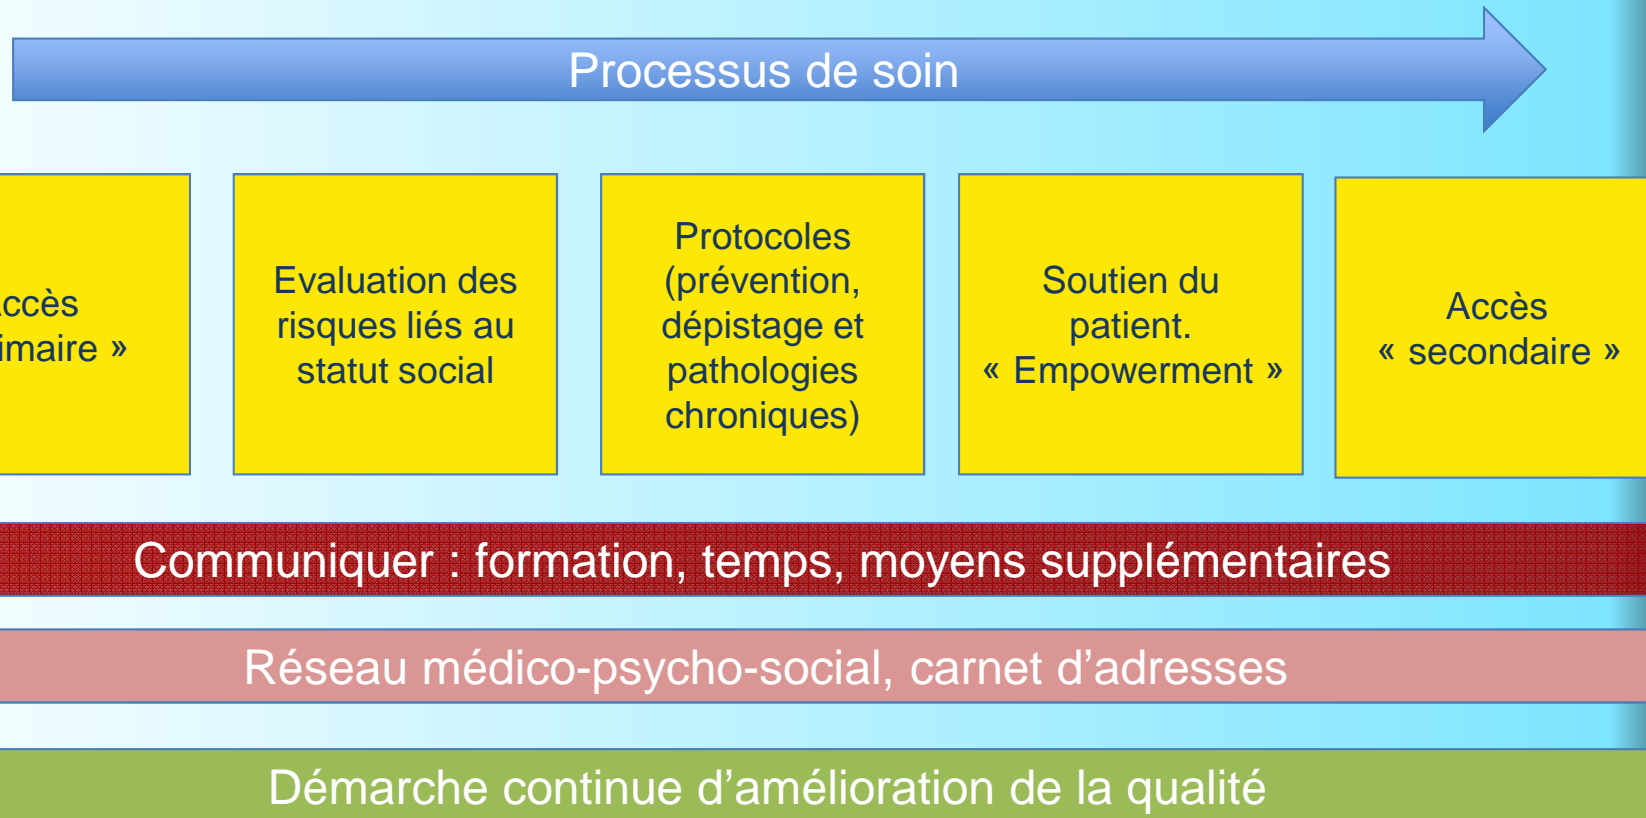 Processus de soin
ccès
imaire »
Evaluation des
risques liés au
statut social
Protocoles
(prévention,
dépistage et
pathologies
chroniques)
Soutien du
patient.
« Empowerment »
Accès
« secondaire »
Communiquer : formation, temps, moyens supplémentaires
Réseau médico-psycho-social, carnet d’adresses
Démarche continue d’amélioration de la qualité